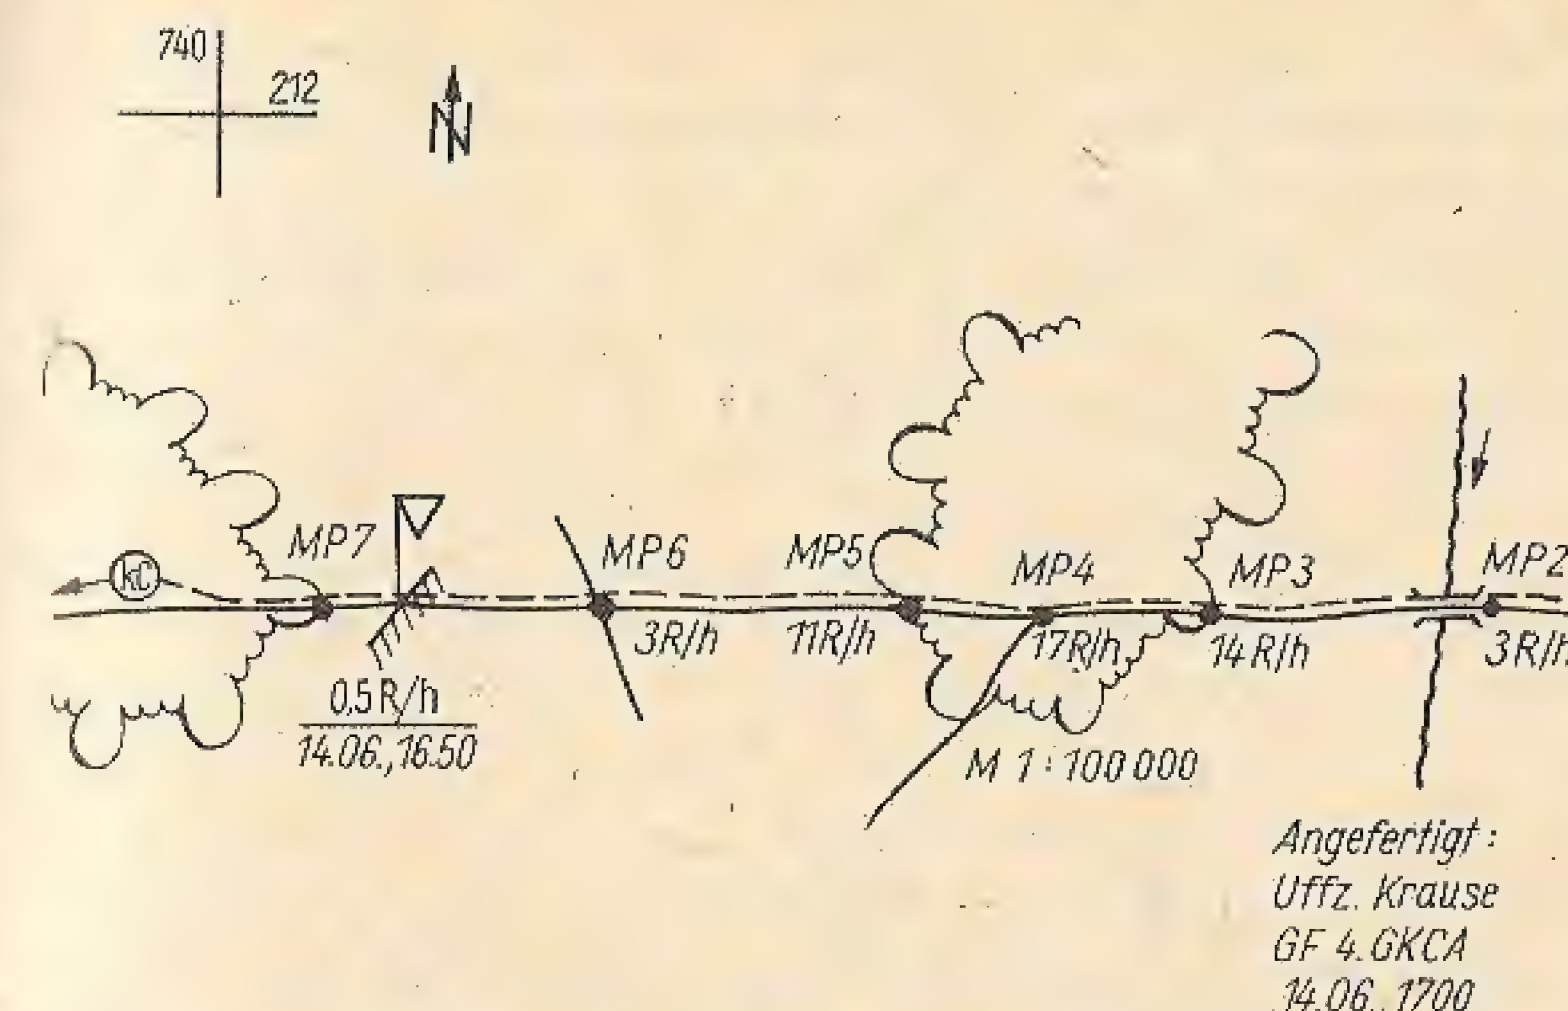 740
212
N
kC
MP7
MP6
MP5
MP4
MP3
MP2
3R/h
11R/h
17R/h
14R/h
3R/h
0,5R/h
14.06.,16.50
M 1:100 000
Angefertigt:
Uffz. Krause
GF 4. GKCA
14.06., 1700